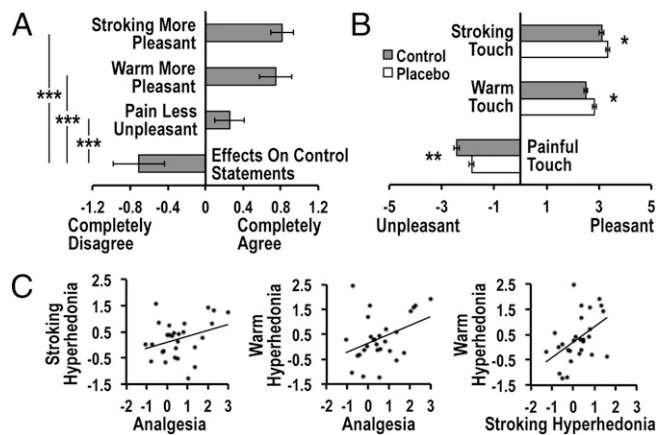 A
Stroking More
Pleasant
Warm More
Pleasant
Pain Less
Unpleasant
Effects On Control
Statements
***
***
***
-1.2 -0.8 -0.4 0 0.4 0.8 1.2
Completely
Disagree
Completely
Agree
B
Control
Placebo
Stroking
Touch
*
Warm
Touch
*
Painful
Touch
**
-5 -3 -1 1 3 5
Unpleasant Pleasant
C
Stroking
Hyperhedonia
2.5
1.5
0.5
-0.5
-1.5
-2 -1 0 1 2 3
Analgesia
Warm
Hyperhedonia
2.5
1.5
0.5
-0.5
-1.5
-2 -1 0 1 2 3
Analgesia
Warm
Hyperhedonia
2.5
1.5
0.5
-0.5
-1.5
-2 -1 0 1 2 3
Stroking Hyperhedonia